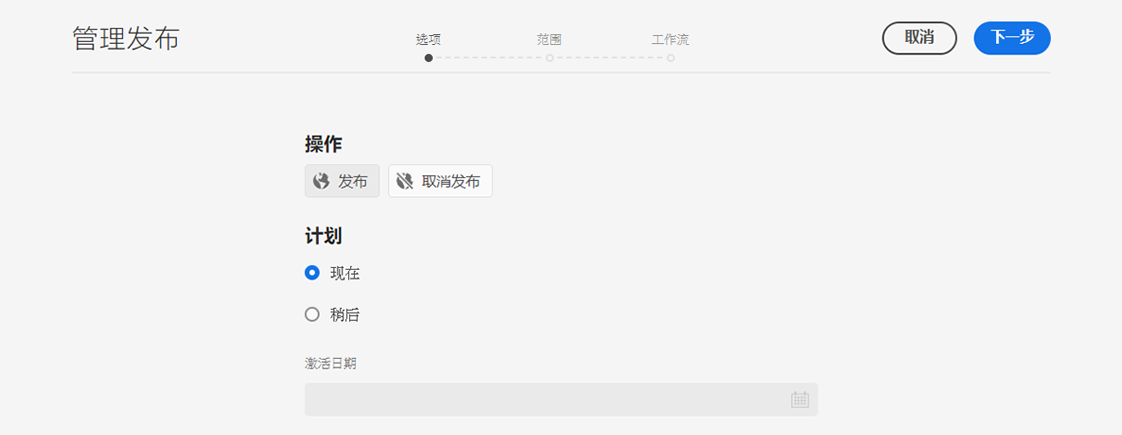 管理发布
选项 范围 工作流
取消 下一步
操作
发布 取消发布
计划
现在
稍后
激活日期